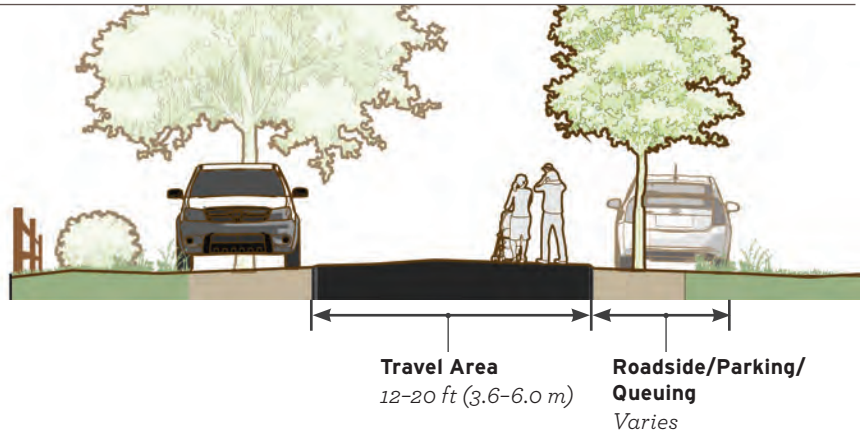 Travel Area
12-20 ft (3.6-6.0 m)
Roadside/Parking/
Queuing
Varies